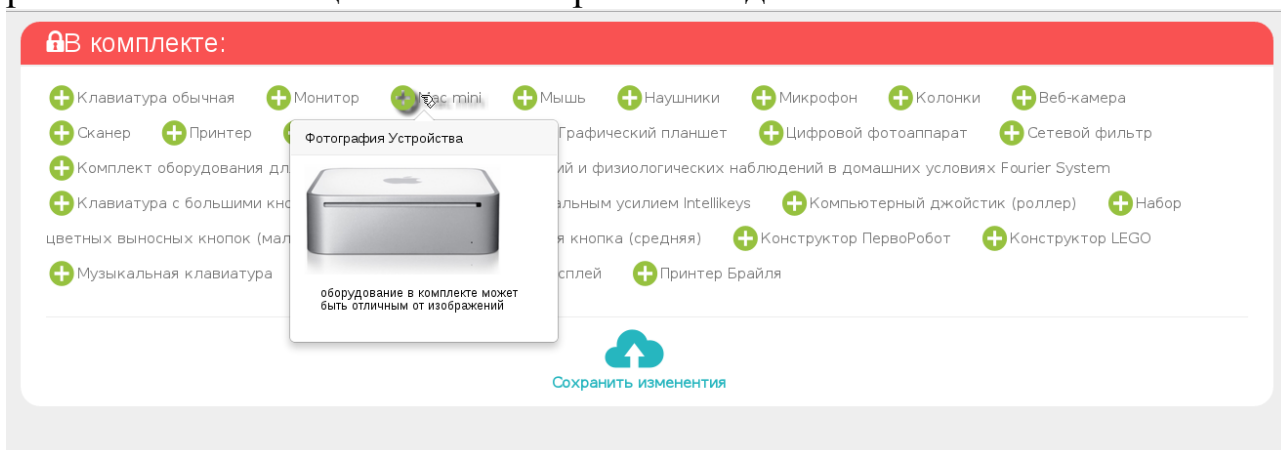 В комплекте:
Клавиатура обычная Монитор Mac mini Мышь Наушники Микрофон Колонки Веб-камера
Сканер Принтер Графический планшет Цифровой фотоаппарат Сетевой фильтр
Фотография Устройства
Комплект оборудования для ий и физиологических наблюдений в домашних условиях Fourier System
Клавиатура с большими кно альным усилием Intellikeys Компьютерный джойстик (роллер) Набор
цветных выносных кнопок (мал я кнопка (средняя) Конструктор ПервоРобот Конструктор LEGO
Музыкальная клавиатура сплей Принтер Брайля
оборудование в комплекте может
быть отличным от изображений
Сохранить изменентия